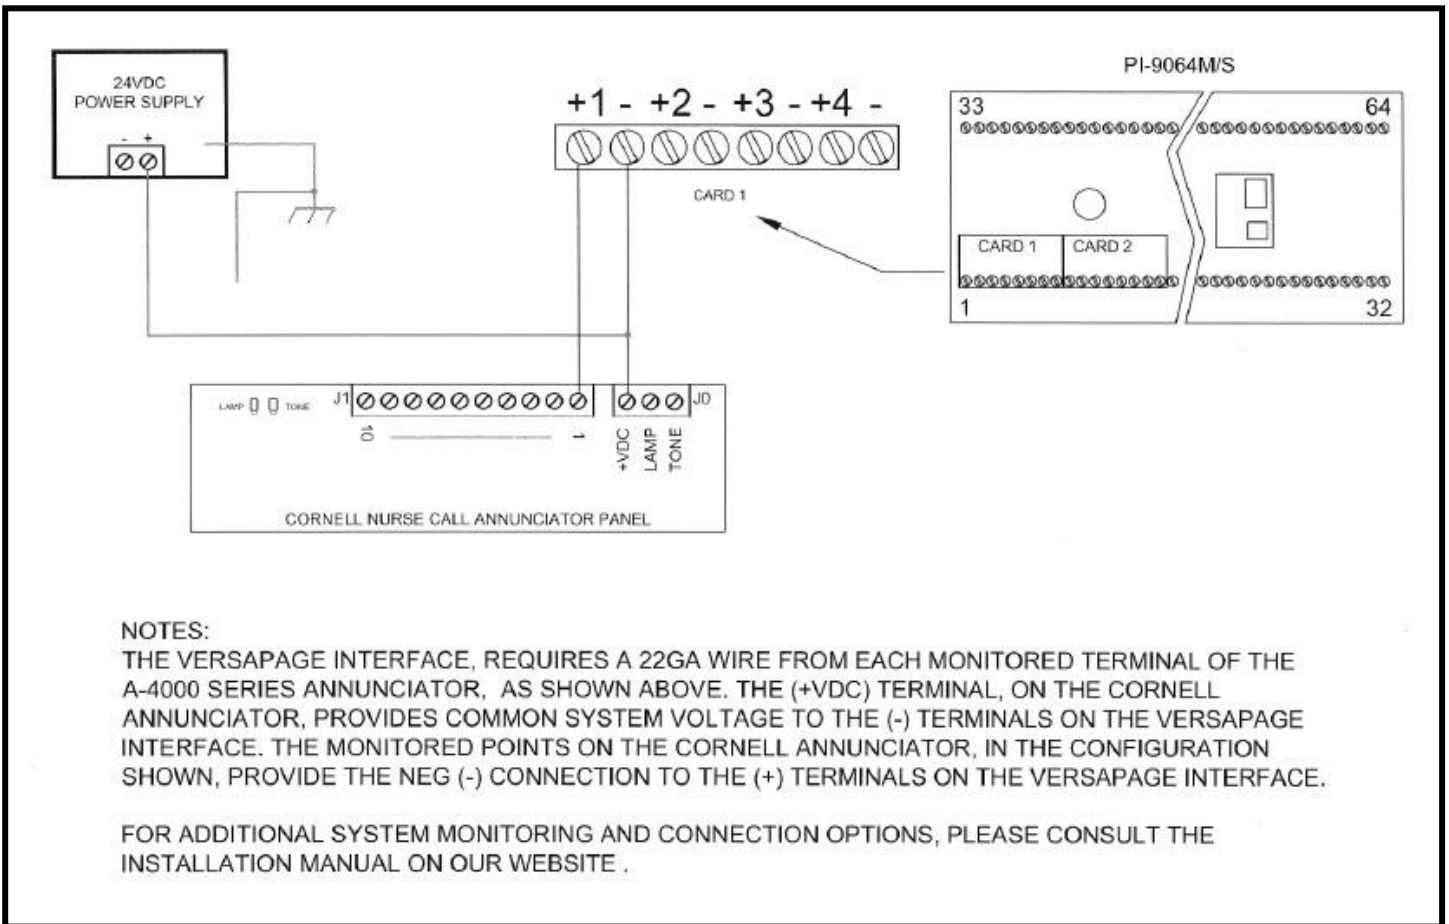 PI-9064M/S
24VDC
POWER SUPPLY
- +
+1 - +2 - +3 - +4 -
CARD 1
33 64
CARD 1 CARD 2
1 32
LAMP TONE J1 J0
10 1
+VDC
LAMP
TONE
CORNELL NURSE CALL ANNUNCIATOR PANEL
NOTES:
THE VERSAPAGE INTERFACE, REQUIRES A 22GA WIRE FROM EACH MONITORED TERMINAL OF THE
A-4000 SERIES ANNUNCIATOR, AS SHOWN ABOVE. THE (+VDC) TERMINAL, ON THE CORNELL
ANNUNCIATOR, PROVIDES COMMON SYSTEM VOLTAGE TO THE (-) TERMINALS ON THE VERSAPAGE
INTERFACE. THE MONITORED POINTS ON THE CORNELL ANNUNCIATOR, IN THE CONFIGURATION
SHOWN, PROVIDE THE NEG (-) CONNECTION TO THE (+) TERMINALS ON THE VERSAPAGE INTERFACE.
FOR ADDITIONAL SYSTEM MONITORING AND CONNECTION OPTIONS, PLEASE CONSULT THE
INSTALLATION MANUAL ON OUR WEBSITE .